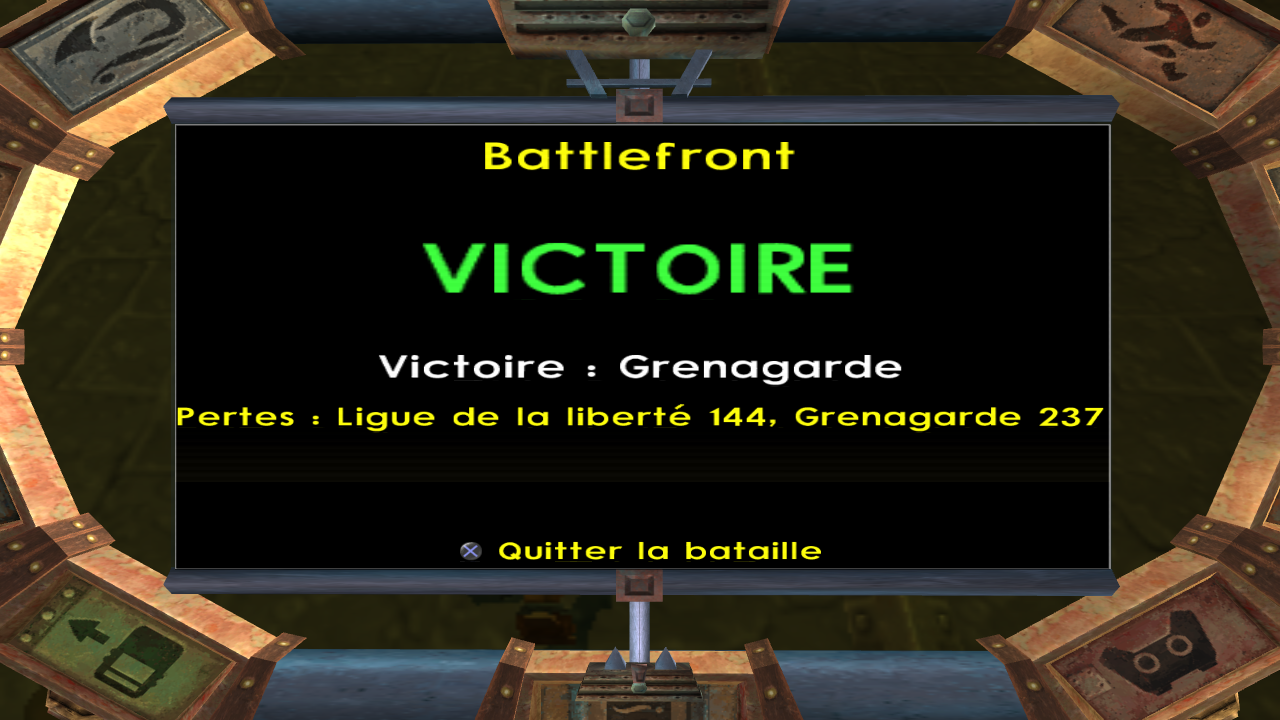 Battlefront
VICTOIRE
Victoire : Grenagarde
Pertes : Ligue de la liberté 144, Grenagarde 237
Quitter la bataille